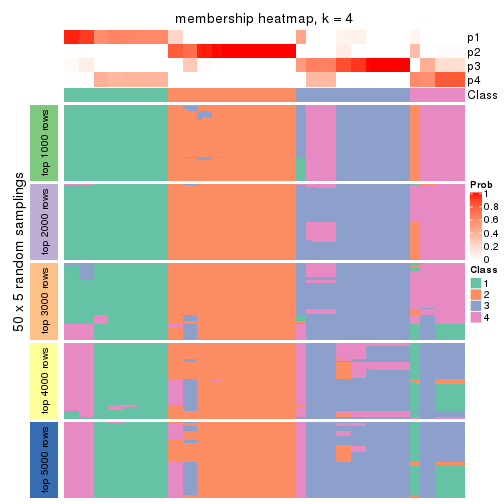 membership heatmap, k = 4
p1
p2
p3
p4
Class
50 x 5 random samplings
top 1000 rows
top 2000 rows
top 3000 rows
top 4000 rows
top 5000 rows
Prob
1
0.8
0.6
0.4
0.2
0
Class
1
2
3
4